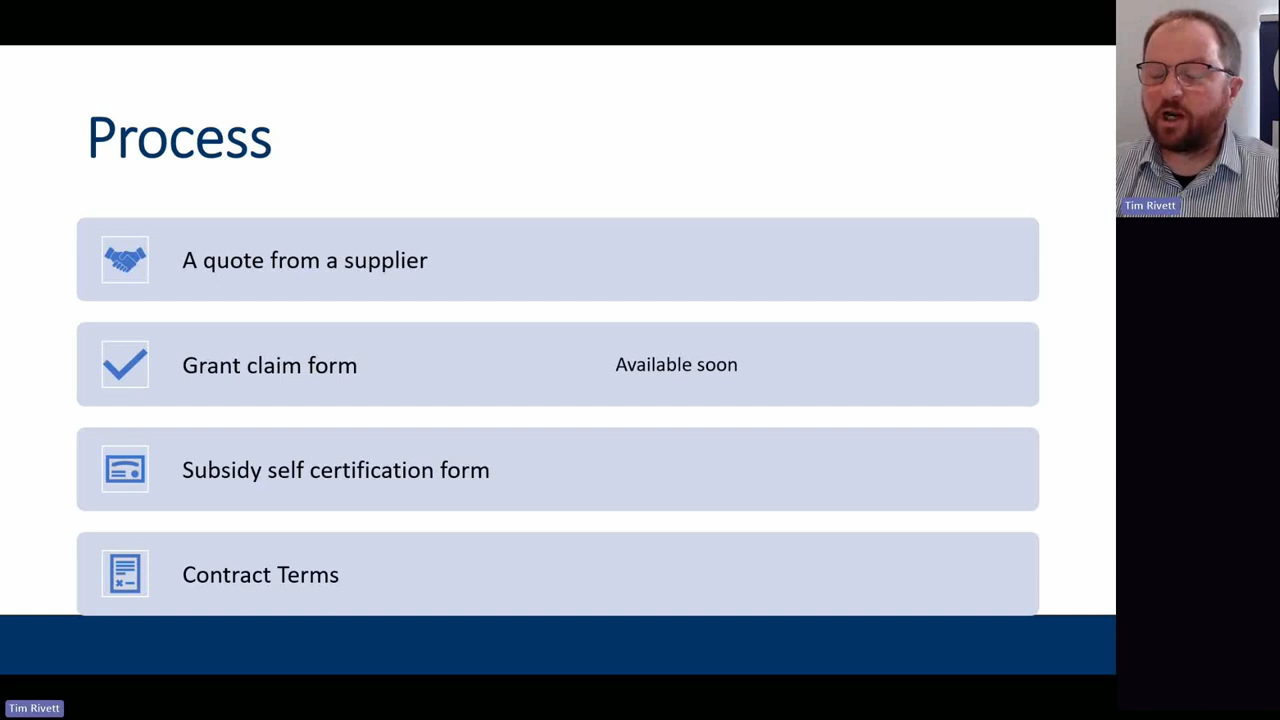 Process
A quote from a supplier
Grant claim form
Available soon
Subsidy self certification form
Contract Terms
Tim Rivett
Tim Rivett